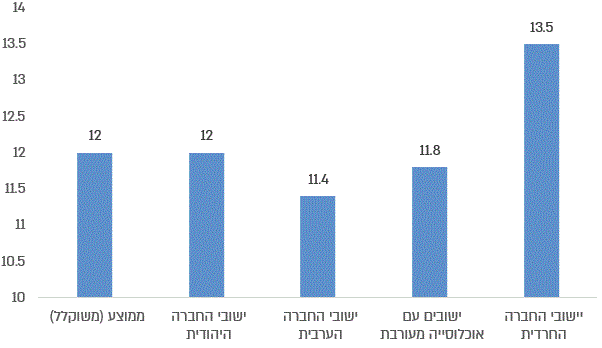 14
13.5
13
12.5
12
11.5
11
10.5
10
12
12
11.4
11.8
13.5
ממוצע (משוקלל)
ישובי החברה
היהודית
ישובי החברה
הערבית
ישובים עם
אוכלוסייה מעורבת
יישובי החברה
החרדית